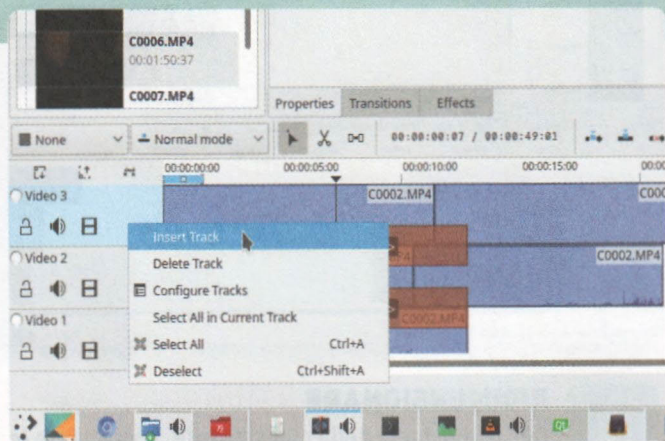 C0006.MP4
00:01:50:37
C0007.MP4
Properties Transitions Effects
None Normal mode 00:00:00:07 / 00:00:49:01
00:00:00:00 00:00:05:00 00:00:10:00 00:00:15:00
Video 3 C0002.MP4
Insert Track
Video 2 C0002.MP4
Delete Track
Configure Tracks
Select All in Current Track
Video 1 C0002.MP4
Select All Ctrl+A
Deselect Ctrl+Shift+A